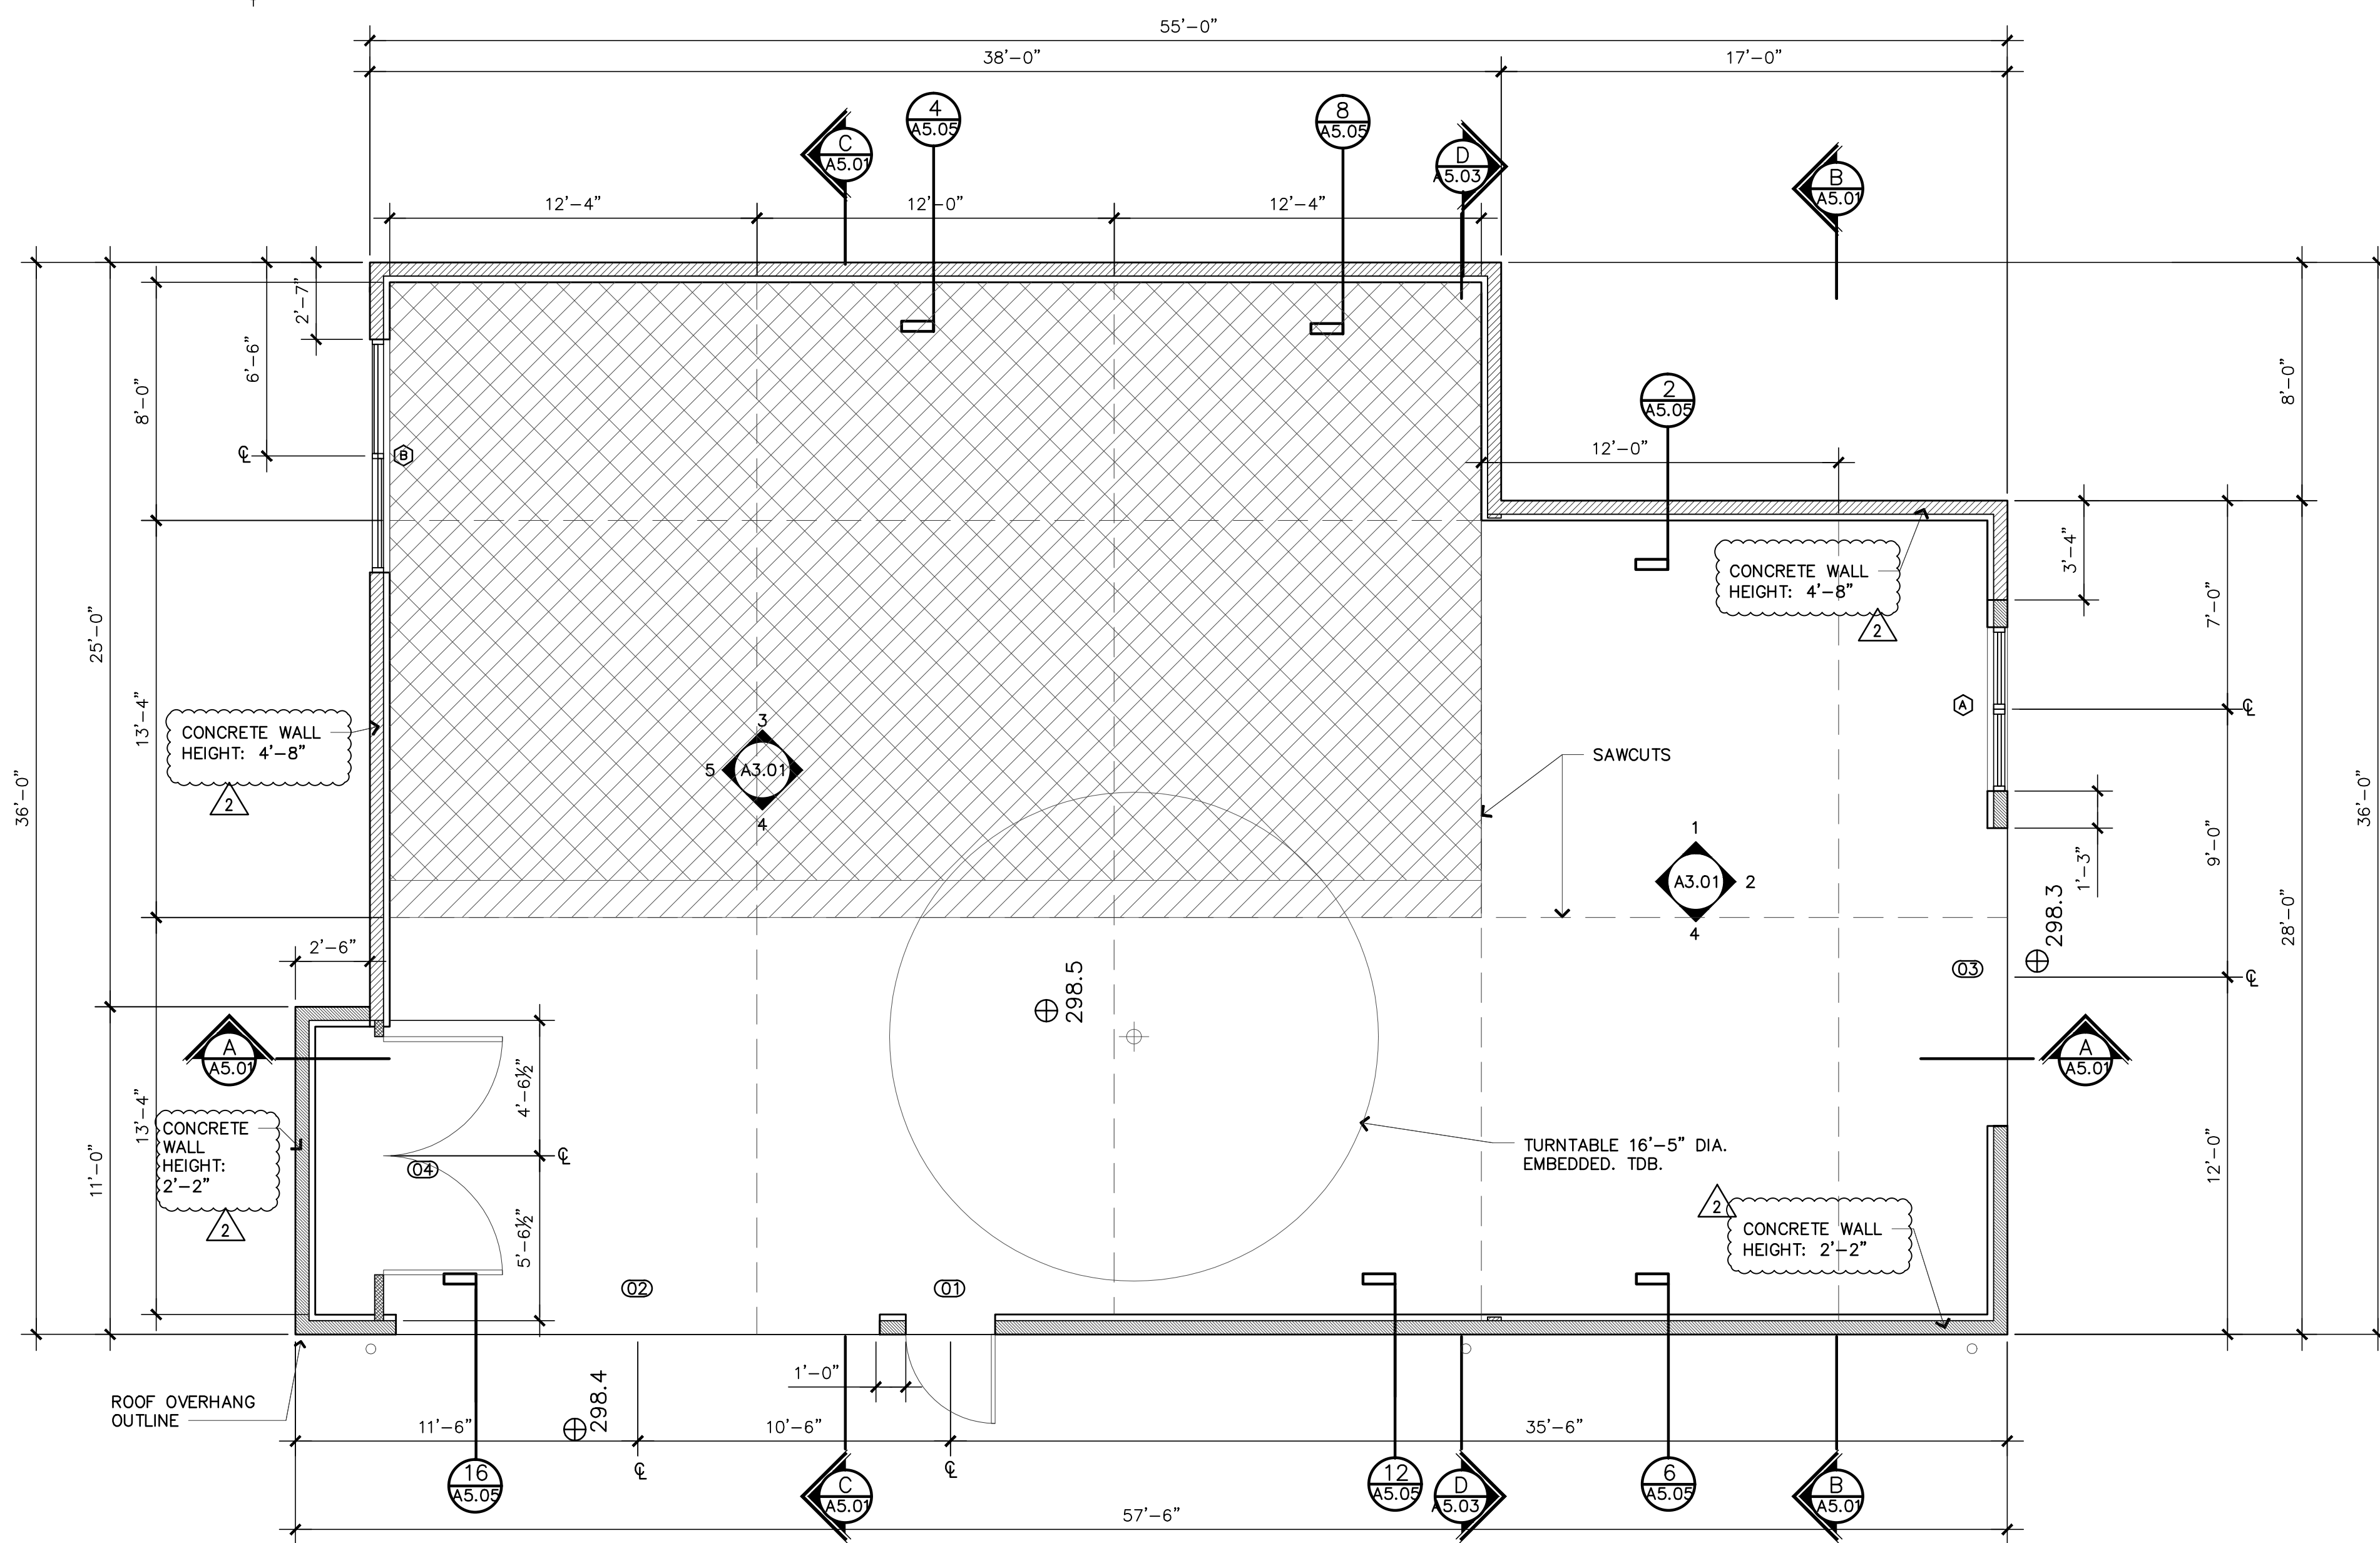 55'-0"
38'-0"
17'-0"
4
A5.05
8
A5.05
C
A5.01
D
A5.03
B
A5.01
12'-4"
12'-0"
12'-4"
2'-7"
6'-6"
8'-0"
8'-0"
2
A5.05
12'-0"
℄
B
3'-4"
CONCRETE WALL
HEIGHT: 4'-8"
2
7'-0"
25'-0"
13'-4"
CONCRETE WALL
HEIGHT: 4'-8"
2
A
℄
3
5
A3.01
4
SAWCUTS
36'-0"
36'-0"
1
A3.01
2
4
1'-3"
9'-0"
28'-0"
298.3
03
℄
2'-6"
298.5
A
A5.01
A
A5.01
4'-6½"
13'-4"
11'-0"
CONCRETE
WALL
HEIGHT:
2'-2"
2
04
℄
5'-6½"
TURNTABLE 16'-5" DIA.
EMBEDDED. TDB.
12'-0"
2
CONCRETE WALL
HEIGHT: 2'-2"
02
01
1'-0"
ROOF OVERHANG
OUTLINE
298.4
11'-6"
10'-6"
35'-6"
℄
℄
16
A5.05
C
A5.01
12
A5.05
D
A5.03
6
A5.05
B
A5.01
57'-6"